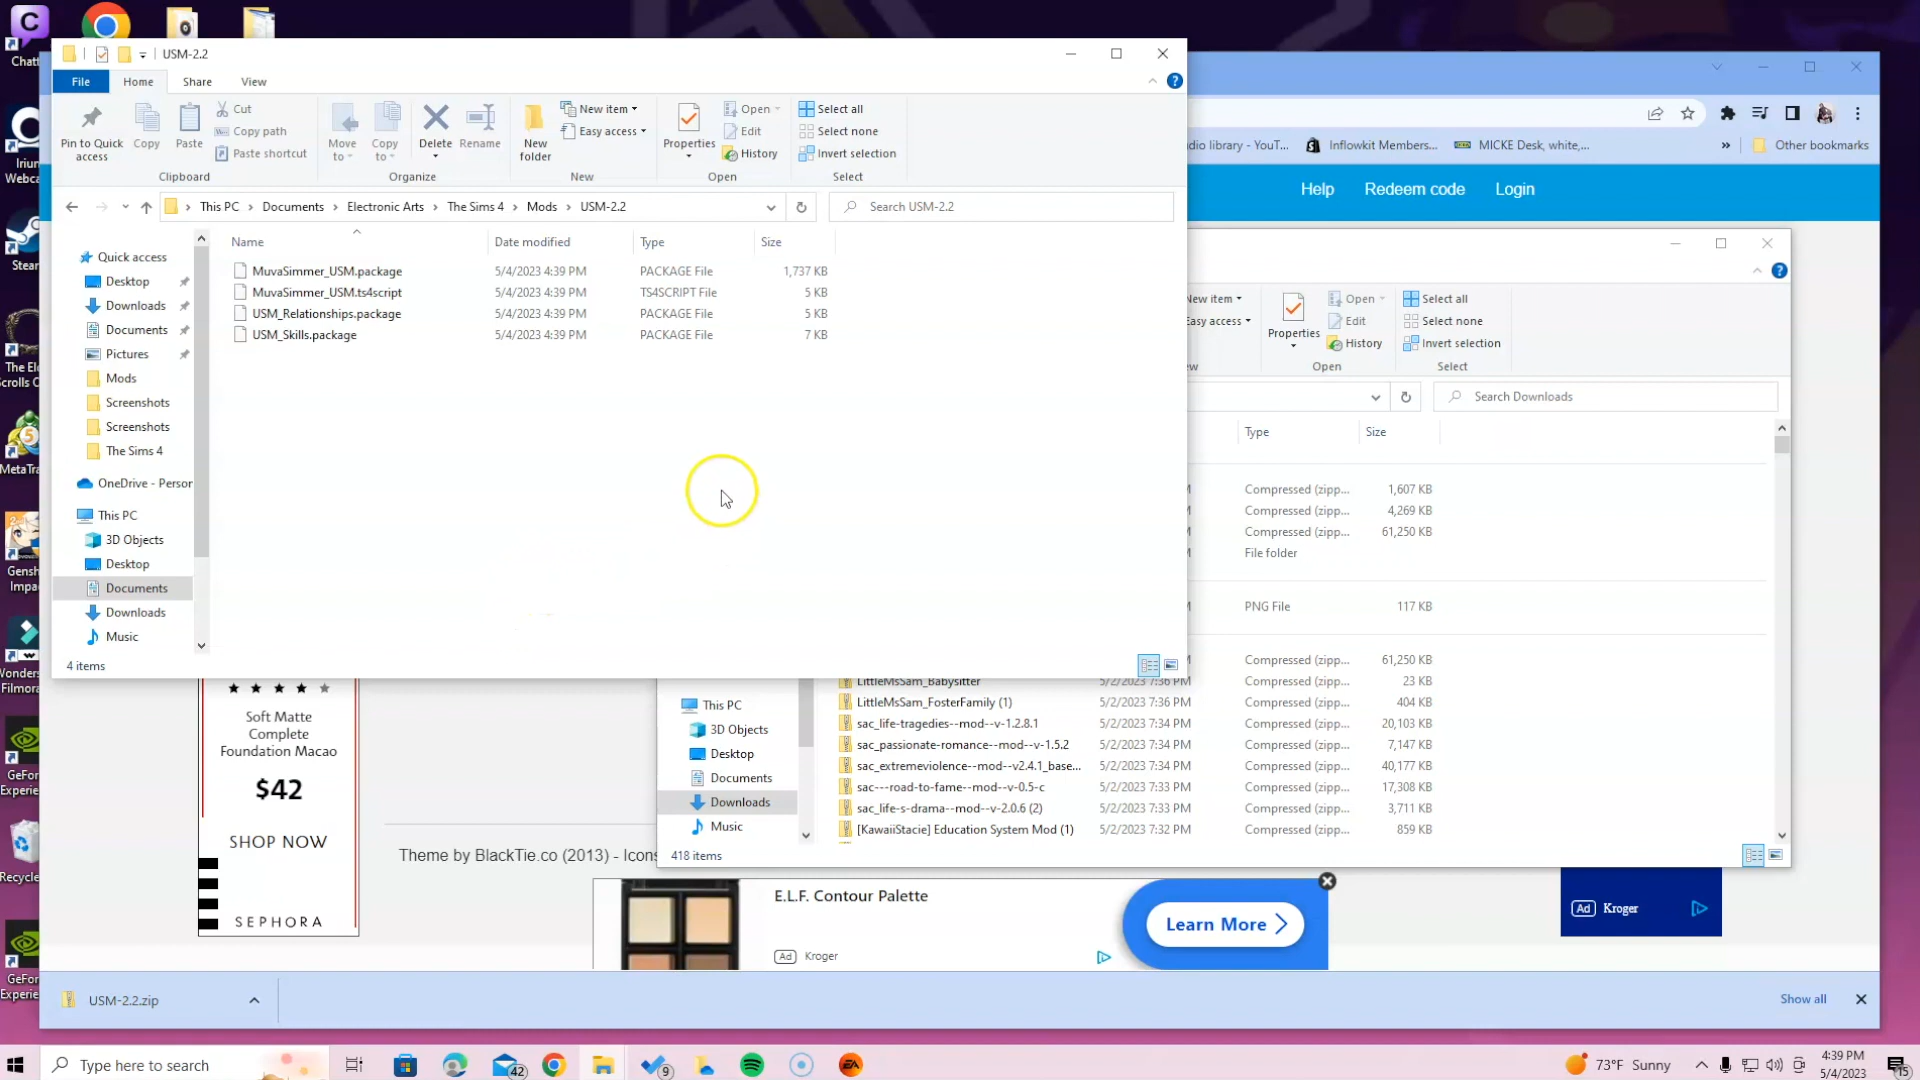 USM-2.2
File Home Share View
Pin to Quick access
Copy
Paste
Cut
Copy path
Paste shortcut
Clipboard
Move to
Copy to
Delete
Rename
Organize
New folder
New item
Easy access
New
Properties
Open
Edit
History
Open
Select all
Select none
Invert selection
Select
This PC > Documents > Electronic Arts > The Sims 4 > Mods > USM-2.2
Search USM-2.2
Name Date modified Type Size
MuvaSimmer_USM.package 5/4/2023 4:39 PM PACKAGE File 1,737 KB
MuvaSimmer_USM.ts4script 5/4/2023 4:39 PM TS4SCRIPT File 5 KB
USM_Relationships.package 5/4/2023 4:39 PM PACKAGE File 5 KB
USM_Skills.package 5/4/2023 4:39 PM PACKAGE File 7 KB
Quick access
Desktop
Downloads
Documents
Pictures
Mods
Screenshots
Screenshots
The Sims 4
OneDrive - Person
This PC
3D Objects
Desktop
Documents
Downloads
Music
4 items
dio library - YouT...
Inflowkit Members...
MICKE Desk, white,...
Other bookmarks
Help Redeem code Login
New item
Easy access
Properties
Open
Edit
History
Open
Select all
Select none
Invert selection
Select
Search Downloads
Type Size
Compressed (zipp... 1,607 KB
Compressed (zipp... 4,269 KB
Compressed (zipp... 61,250 KB
File folder
PNG File 117 KB
Compressed (zipp... 61,250 KB
LittleMsSam_Babysitter 5/2/2023 7:36 PM Compressed (zipp... 23 KB
LittleMsSam_FosterFamily (1) 5/2/2023 7:36 PM Compressed (zipp... 404 KB
sac_life-tragedies--mod--v-1.2.8.1 5/2/2023 7:34 PM Compressed (zipp... 20,103 KB
sac_passionate-romance--mod--v-1.5.2 5/2/2023 7:34 PM Compressed (zipp... 7,147 KB
sac_extremeviolence--mod--v2.4.1_base... 5/2/2023 7:34 PM Compressed (zipp... 40,177 KB
sac---road-to-fame--mod--v-0.5-c 5/2/2023 7:33 PM Compressed (zipp... 17,308 KB
sac_life-s-drama--mod--v-2.0.6 (2) 5/2/2023 7:33 PM Compressed (zipp... 3,711 KB
[KawaiiStacie] Education System Mod (1) 5/2/2023 7:32 PM Compressed (zipp... 859 KB
This PC
3D Objects
Desktop
Documents
Downloads
Music
418 items
Soft Matte
Complete
Foundation Macao
$42
SHOP NOW
SEPHORA
Theme by BlackTie.co (2013) - Icons
E.L.F. Contour Palette
Ad Kroger
Learn More
Ad Kroger
USM-2.2.zip
Show all
Type here to search
42
9
73°F Sunny
4:39 PM
5/4/2023
15